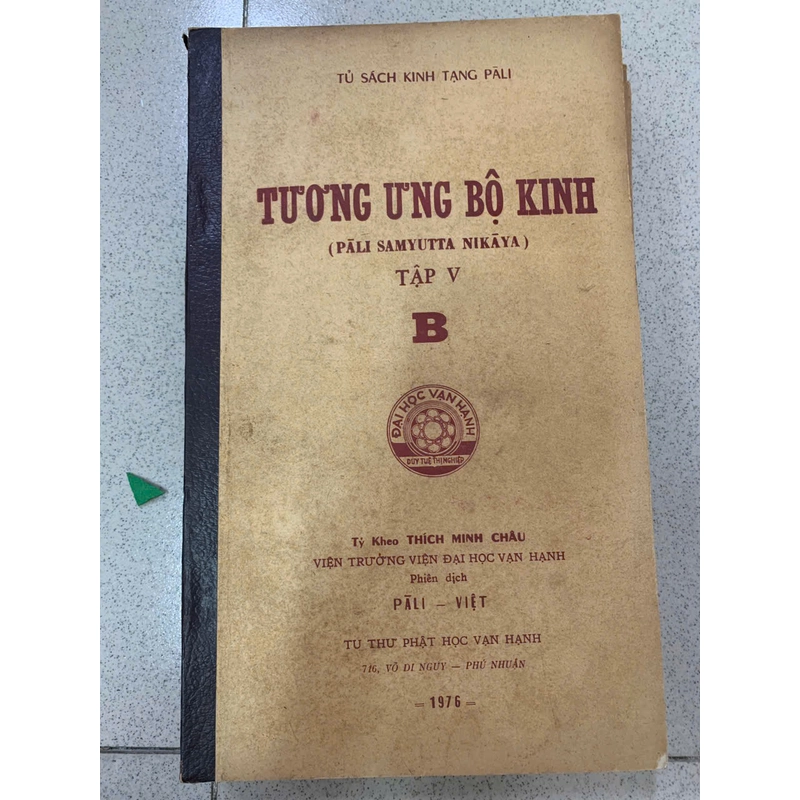 TỦ SÁCH KINH TẠNG PĀLI
TƯƠNG ƯNG BỘ KINH
(PĀLI SAMYUTTA NIKĀYA)
TẬP V
B
ĐẠI HỌC VẠN HẠNH
DUY TUỆ THỊ NGHIỆP
Tỳ Kheo THÍCH MINH CHÂU
VIỆN TRƯỞNG VIỆN ĐẠI HỌC VẠN HẠNH
Phiên dịch
PĀLI – VIỆT
TU THƯ PHẬT HỌC VẠN HẠNH
716, VÕ DI NGUY — PHÚ NHUẬN
= 1976 =